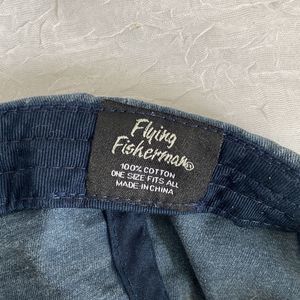 Flying
Fisherman®
100% COTTON
ONE SIZE FITS ALL
MADE IN CHINA